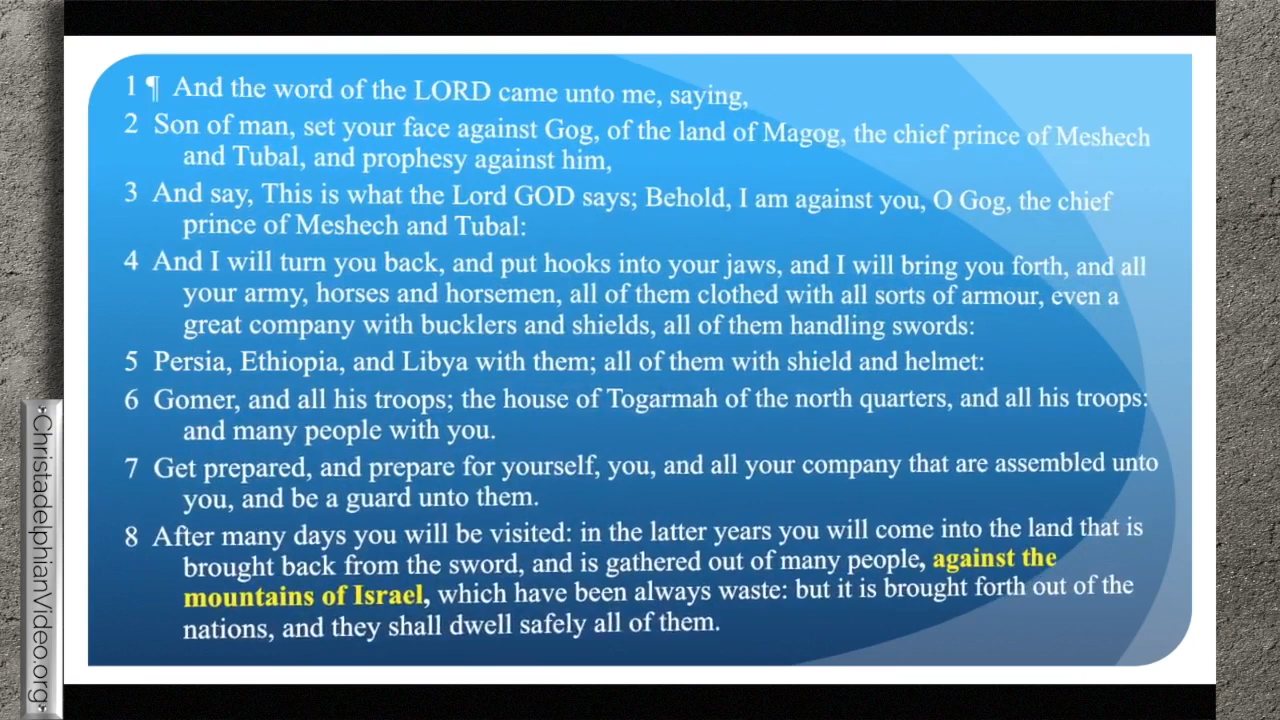 1 ¶ And the word of the LORD came unto me, saying,
2 Son of man, set your face against Gog, of the land of Magog, the chief prince of Meshech
and Tubal, and prophesy against him,
3 And say, This is what the Lord GOD says; Behold, I am against you, O Gog, the chief
prince of Meshech and Tubal:
4 And I will turn you back, and put hooks into your jaws, and I will bring you forth, and all
your army, horses and horsemen, all of them clothed with all sorts of armour, even a
great company with bucklers and shields, all of them handling swords:
5 Persia, Ethiopia, and Libya with them; all of them with shield and helmet:
6 Gomer, and all his troops; the house of Togarmah of the north quarters, and all his troops:
and many people with you.
7 Get prepared, and prepare for yourself, you, and all your company that are assembled unto
you, and be a guard unto them.
8 After many days you will be visited: in the latter years you will come into the land that is
brought back from the sword, and is gathered out of many people, against the
mountains of Israel, which have been always waste: but it is brought forth out of the
nations, and they shall dwell safely all of them.
ChristadelphianVideo.org